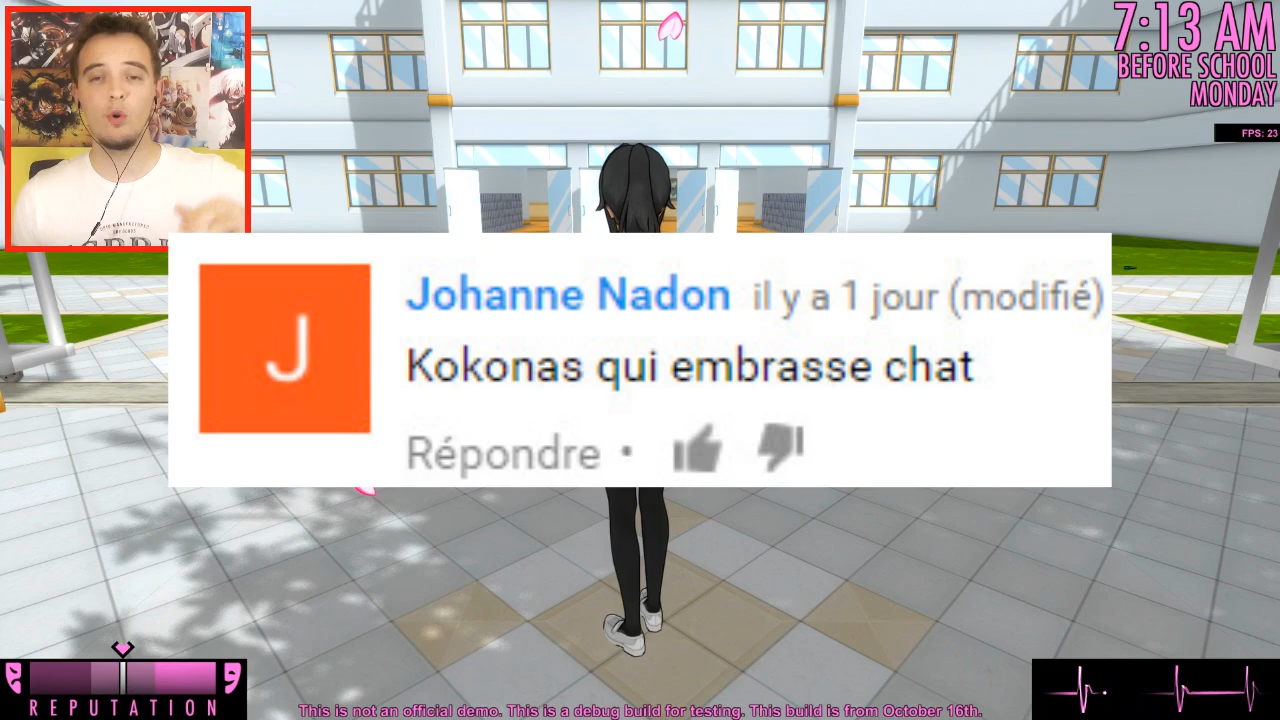 7:13 AM
BEFORE SCHOOL
MONDAY
FPS: 23
J
Johanne Nadon il y a 1 jour (modifié)
Kokonas qui embrasse chat
Répondre •
REPUTATION
This is not an official demo. This is a debug build for testing. This build is from October 16th.